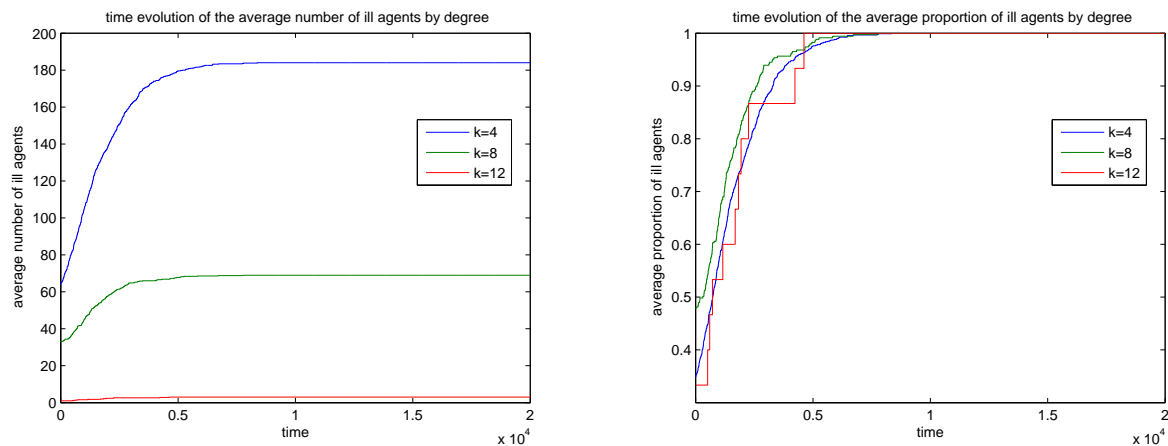 time evolution of the average number of ill agents by degree
200
180
160
140
120
100
80
60
40
20
0
average number of ill agents
k=4
k=8
k=12
0
0.5
1
1.5
2
time
x 10^4
time evolution of the average proportion of ill agents by degree
1
0.9
0.8
0.7
0.6
0.5
0.4
average proportion of ill agents
k=4
k=8
k=12
0
0.5
1
1.5
2
time
x 10^4